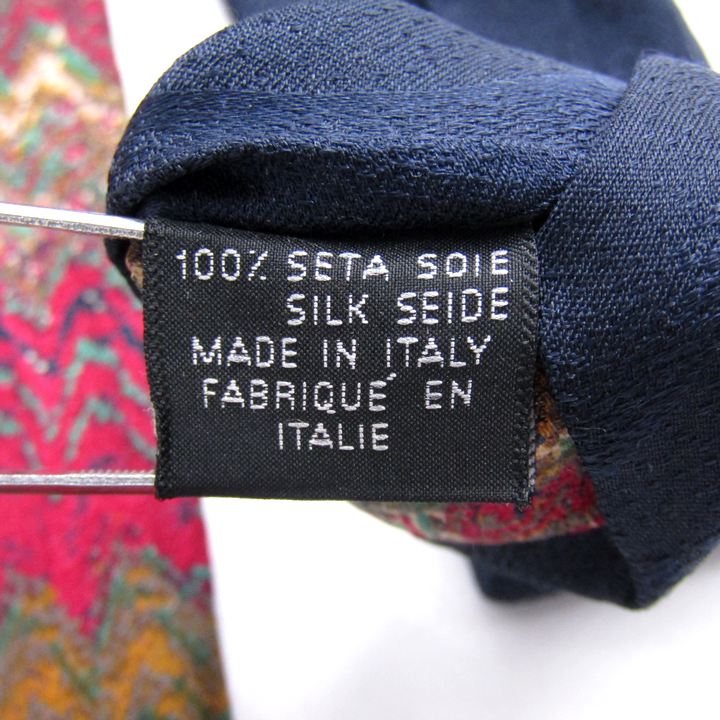 100% SETA SOIE
SILK SEIDE
MADE IN ITALY
FABRIQUÉ EN
ITALIE